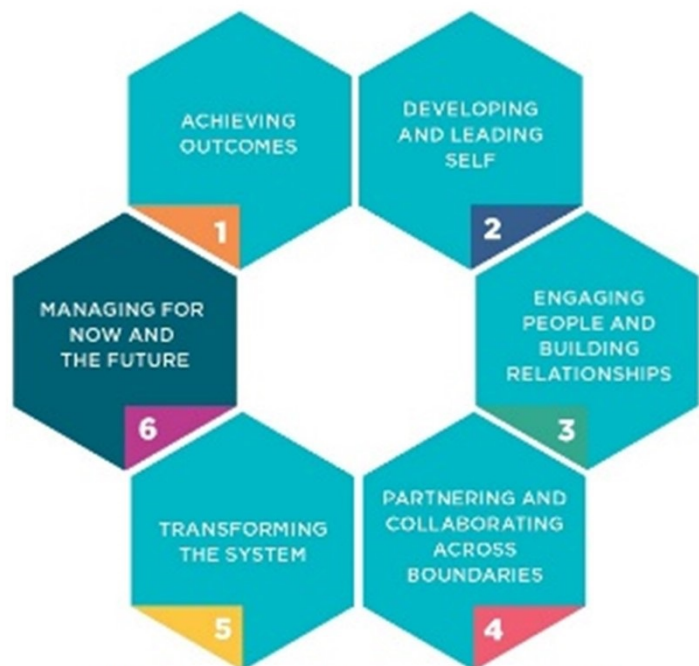 ACHIEVING
OUTCOMES
1
DEVELOPING
AND LEADING
SELF
2
ENGAGING
PEOPLE AND
BUILDING
RELATIONSHIPS
3
PARTNERING AND
COLLABORATING
ACROSS
BOUNDARIES
4
TRANSFORMING
THE SYSTEM
5
MANAGING FOR
NOW AND
THE FUTURE
6